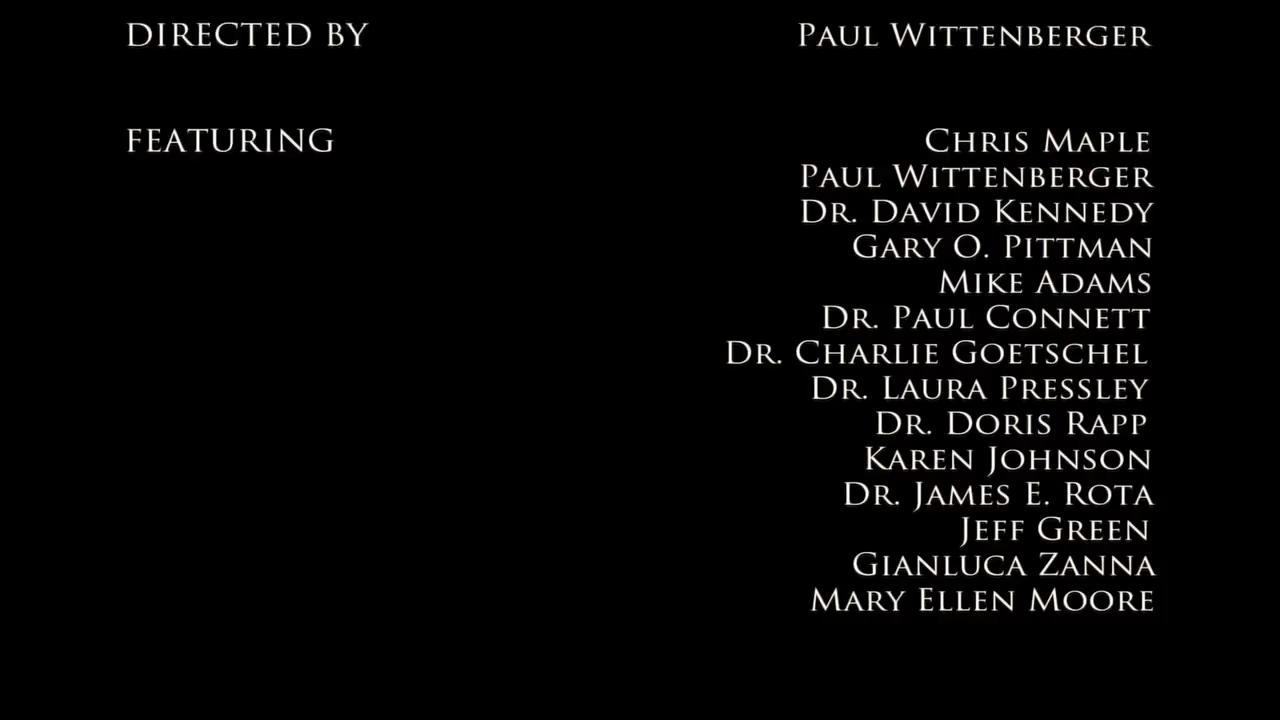 DIRECTED BY PAUL WITTENBERGER
FEATURING CHRIS MAPLE
PAUL WITTENBERGER
DR. DAVID KENNEDY
GARY O. PITTMAN
MIKE ADAMS
DR. PAUL CONNETT
DR. CHARLIE GOETSCHEL
DR. LAURA PRESSLEY
DR. DORIS RAPP
KAREN JOHNSON
DR. JAMES E. ROTA
JEFF GREEN
GIANLUCA ZANNA
MARY ELLEN MOORE